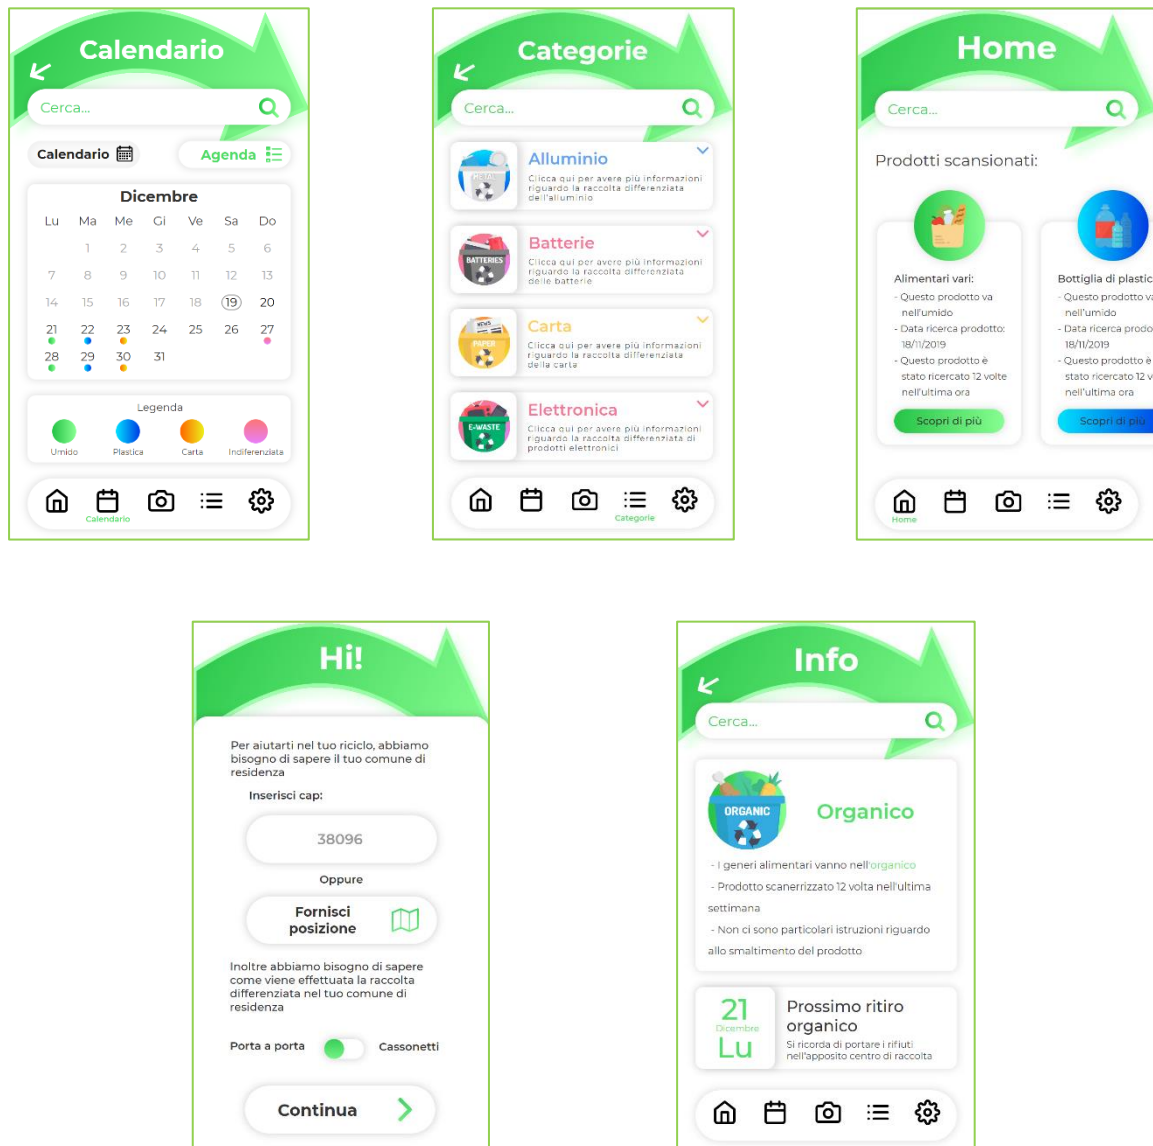 Calendario
Cerca...
Calendario
Agenda
Dicembre
Lu Ma Me Gi Ve Sa Do
1 2 3 4 5 6
7 8 9 10 11 12 13
14 15 16 17 18 19 20
21 22 23 24 25 26 27
28 29 30 31
Legenda
Umido Plastica Carta Indiferenziata
Calendario
Categorie
Cerca...
METAL
Alluminio
Clicca qui per avere più informazioni
riguardo la raccolta differenziata
dell'alluminio
BATTERIES
Batterie
Clicca qui per avere più informazioni
riguardo la raccolta differenziata
delle batterie
NEWS
PAPER
Carta
Clicca qui per avere più informazioni
riguardo la raccolta differenziata
della carta
E-WASTE
Elettronica
Clicca qui per avere più informazioni
riguardo la raccolta differenziata di
prodotti elettronici
Categorie
Home
Cerca...
Prodotti scansionati:
Alimentari vari:
- Questo prodotto va
nell'umido
- Data ricerca prodotto:
18/11/2019
- Questo prodotto è
stato ricercato 12 volte
nell'ultima ora
Scopri di più
Bottiglia di plastic
- Questo prodotto va
nell'umido
- Data ricerca prodo
18/11/2019
- Questo prodotto è
stato ricercato 12 v
nell'ultima ora
Scopri di più
Home
Hi!
Per aiutarti nel tuo riciclo, abbiamo
bisogno di sapere il tuo comune di
residenza
Inserisci cap:
38096
Oppure
Fornisci
posizione
Inoltre abbiamo bisogno di sapere
come viene effettuata la raccolta
differenziata nel tuo comune di
residenza
Porta a porta Cassonetti
Continua
Info
Cerca...
ORGANIC
Organico
- I generi alimentari vanno nell'organico
- Prodotto scanerrizzato 12 volta nell'ultima
settimana
- Non ci sono particolari istruzioni riguardo
allo smaltimento del prodotto
21
Dicembre
Lu
Prossimo ritiro
organico
Si ricorda di portare i rifiuti
nell'apposito centro di raccolta